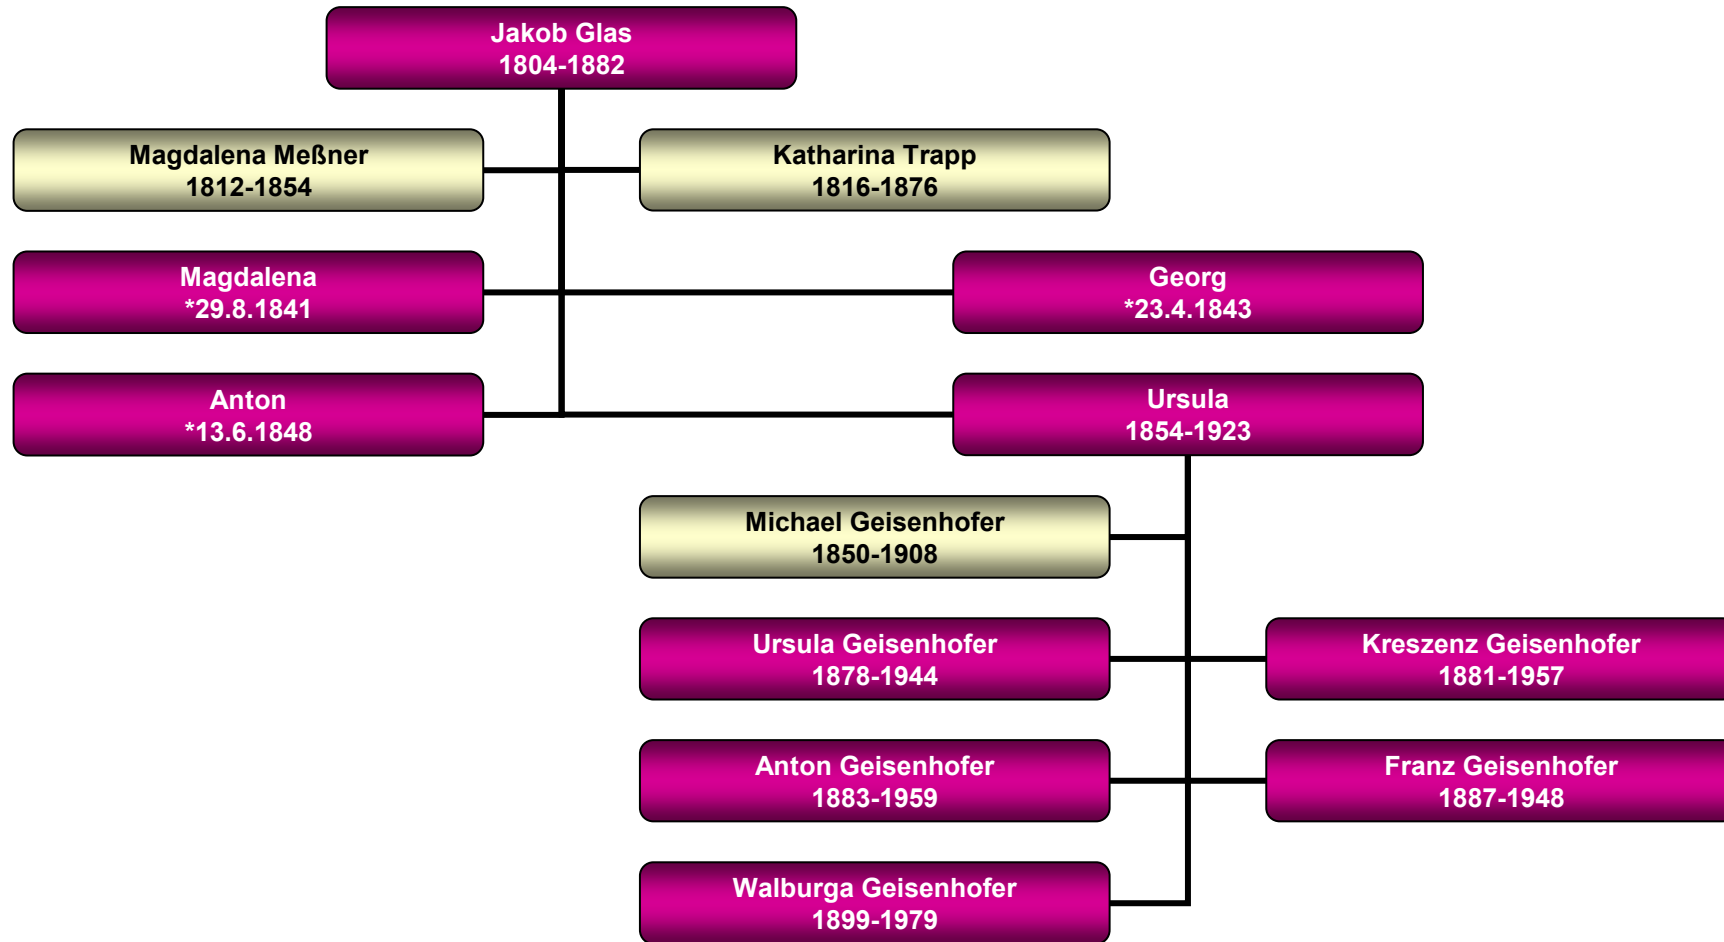 Jakob Glas
1804-1882
Magdalena Meßner
1812-1854
Katharina Trapp
1816-1876
Magdalena
*29.8.1841
Georg
*23.4.1843
Anton
*13.6.1848
Ursula
1854-1923
Michael Geisenhofer
1850-1908
Ursula Geisenhofer
1878-1944
Kreszenz Geisenhofer
1881-1957
Anton Geisenhofer
1883-1959
Franz Geisenhofer
1887-1948
Walburga Geisenhofer
1899-1979